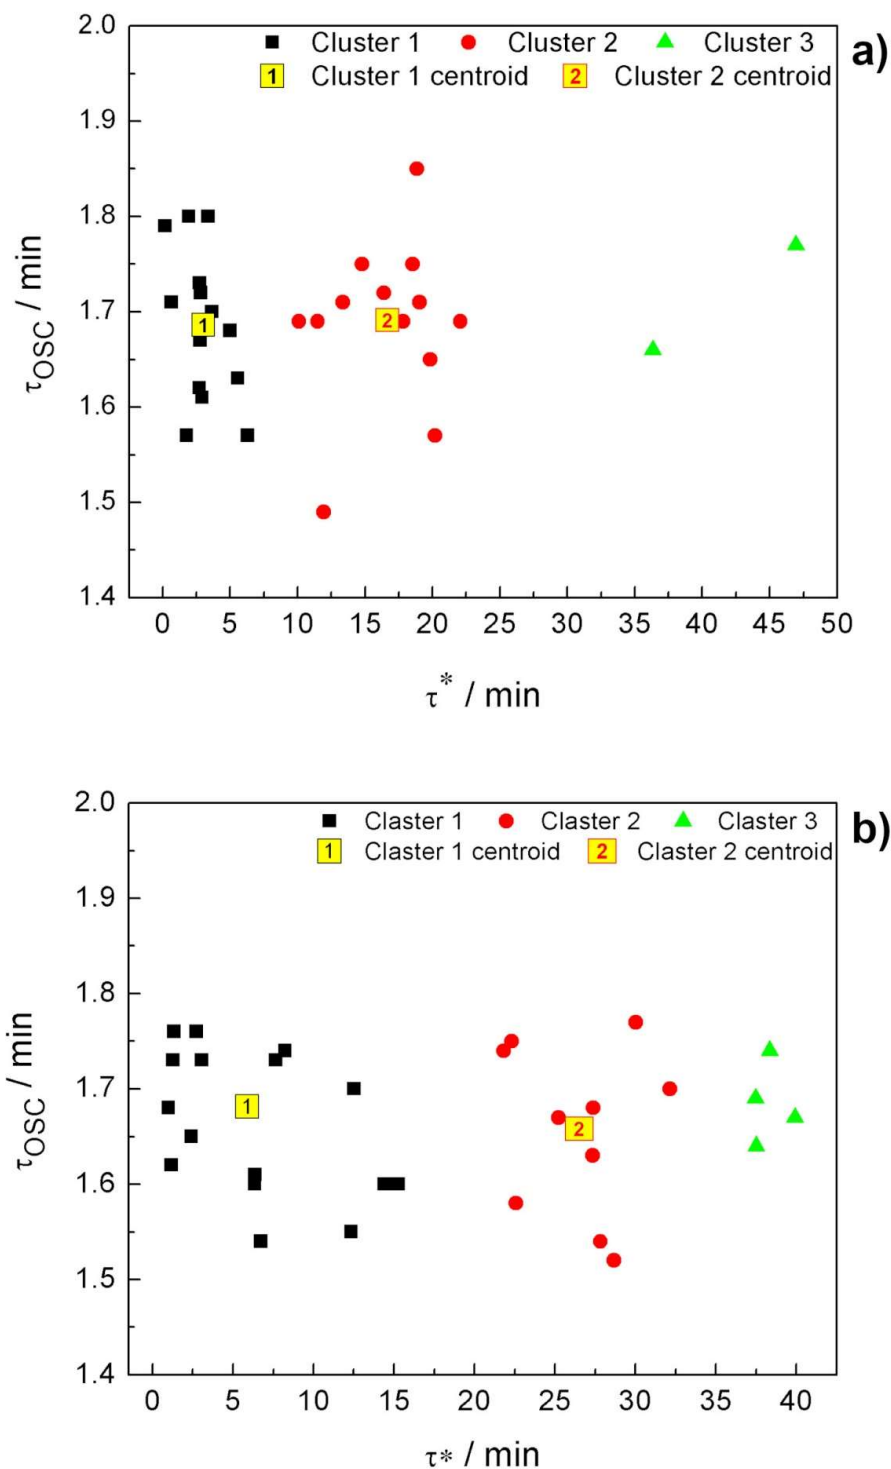 Cluster 1 Cluster 2 Cluster 3
1 Cluster 1 centroid 2 Cluster 2 centroid
a)
2.0
1.9
1.8
1.7
1.6
1.5
1.4
τOSC / min
1
2
0 5 10 15 20 25 30 35 40 45 50
τ* / min
Claster 1 Claster 2 Claster 3
1 Claster 1 centroid 2 Claster 2 centroid
b)
2.0
1.9
1.8
1.7
1.6
1.5
1.4
τOSC / min
1
2
0 5 10 15 20 25 30 35 40
τ* / min